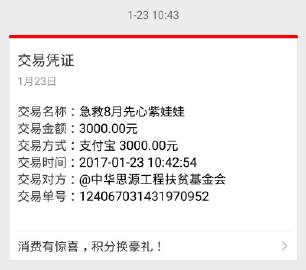 1-23 10:43
交易凭证
1月23日
交易名称：急救8月先心紫娃娃
交易金额：3000.00元
交易方式：支付宝 3000.00元
交易时间：2017-01-23 10:42:54
交易对方：@中华思源工程扶贫基金会
交易单号：124067031431970952
消费有惊喜，积分换豪礼！